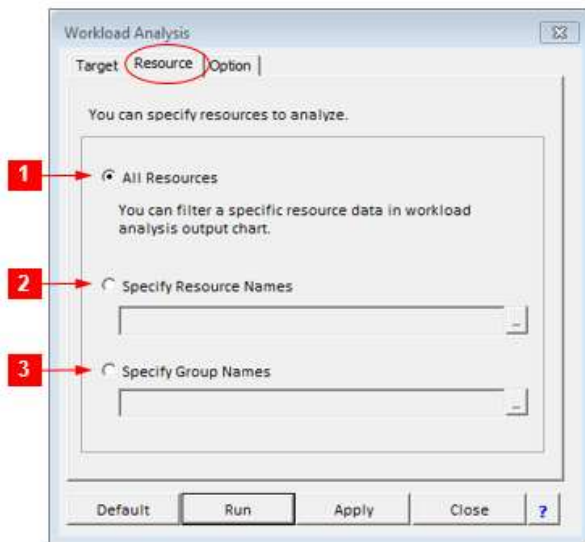 Workload Analysis
Target Resource Option
You can specify resources to analyze.
1 All Resources
You can filter a specific resource data in workload
analysis output chart.
2 Specify Resource Names
...
3 Specify Group Names
...
Default Run Apply Close ?